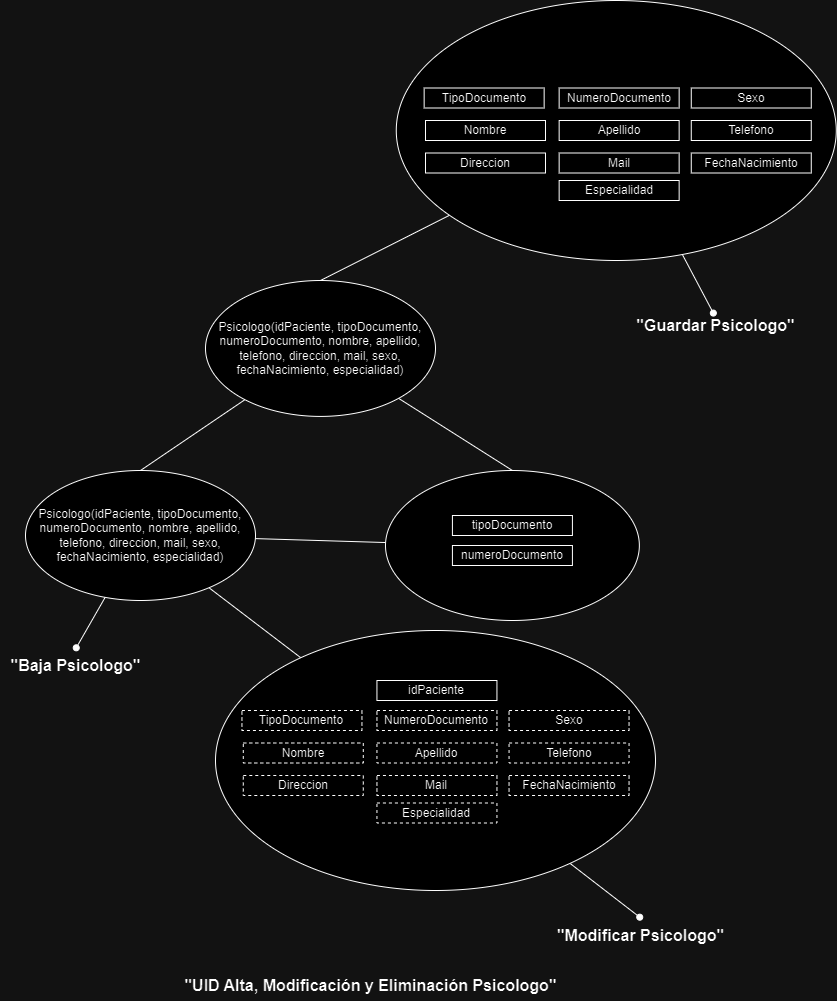 TipoDocumento
NumeroDocumento
Sexo
Nombre
Apellido
Telefono
Direccion
Mail
FechaNacimiento
Especialidad
"Guardar Psicologo"
Psicologo(idPaciente, tipoDocumento,
numeroDocumento, nombre, apellido,
telefono, direccion, mail, sexo,
fechaNacimiento, especialidad)
Psicologo(idPaciente, tipoDocumento,
numeroDocumento, nombre, apellido,
telefono, direccion, mail, sexo,
fechaNacimiento, especialidad)
tipoDocumento
numeroDocumento
"Baja Psicologo"
idPaciente
TipoDocumento
NumeroDocumento
Sexo
Nombre
Apellido
Telefono
Direccion
Mail
FechaNacimiento
Especialidad
"Modificar Psicologo"
"UID Alta, Modificación y Eliminación Psicologo"